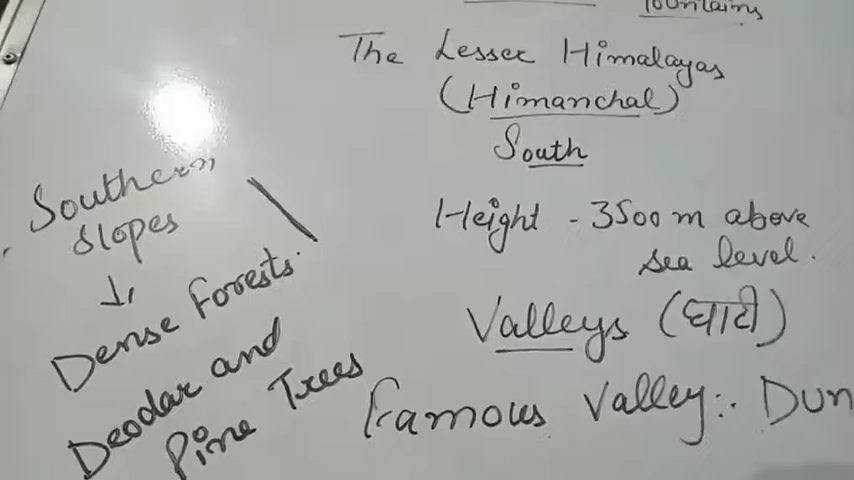 The Lesser Himalayas
(Himanchal)
South
Height - 3500 m above
sea level.
Valleys (घाटी)
Famous Valley:- Dun
Southern
slopes
↓
Dense Forests.
Deodar and
Pine Trees